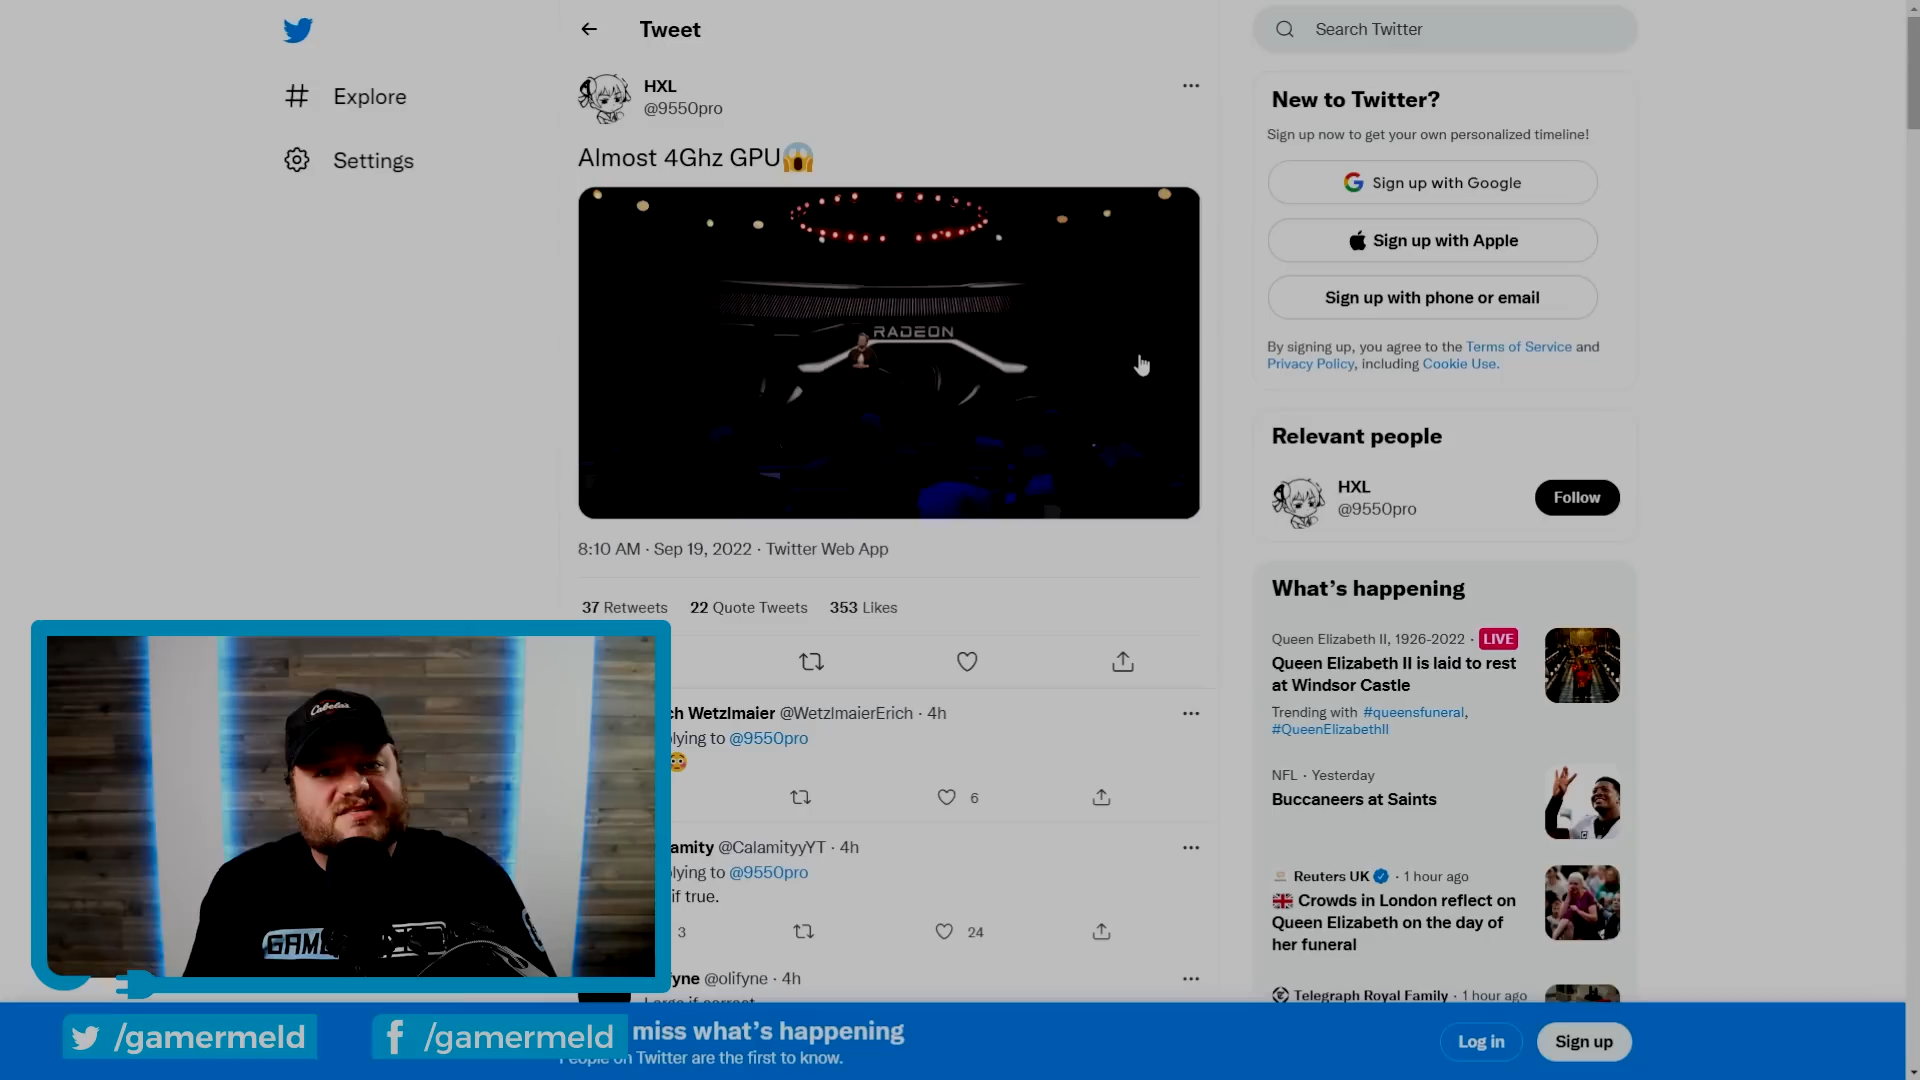 Tweet
Search Twitter
Explore
Settings
HXL
@9550pro
Almost 4Ghz GPU😱
RADEON
8:10 AM · Sep 19, 2022 · Twitter Web App
37 Retweets 22 Quote Tweets 353 Likes
ch Wetzlmaier @WetzlmaierErich · 4h
lying to @9550pro
😳
6
amity @CalamityyYT · 4h
lying to @9550pro
if true.
3
24
fyne @olifyne · 4h
Large if correct
New to Twitter?
Sign up now to get your own personalized timeline!
Sign up with Google
Sign up with Apple
Sign up with phone or email
By signing up, you agree to the Terms of Service and
Privacy Policy, including Cookie Use.
Relevant people
HXL
@9550pro
Follow
What's happening
Queen Elizabeth II, 1926-2022 · LIVE
Queen Elizabeth II is laid to rest
at Windsor Castle
Trending with #queensfuneral,
#QueenElizabethII
NFL · Yesterday
Buccaneers at Saints
Reuters UK · 1 hour ago
🇬🇧 Crowds in London reflect on
Queen Elizabeth on the day of
her funeral
Telegraph Royal Family · 1 hour ago
Cabela's
/gamermeld
/gamermeld
miss what's happening
People on Twitter are the first to know.
Log in
Sign up